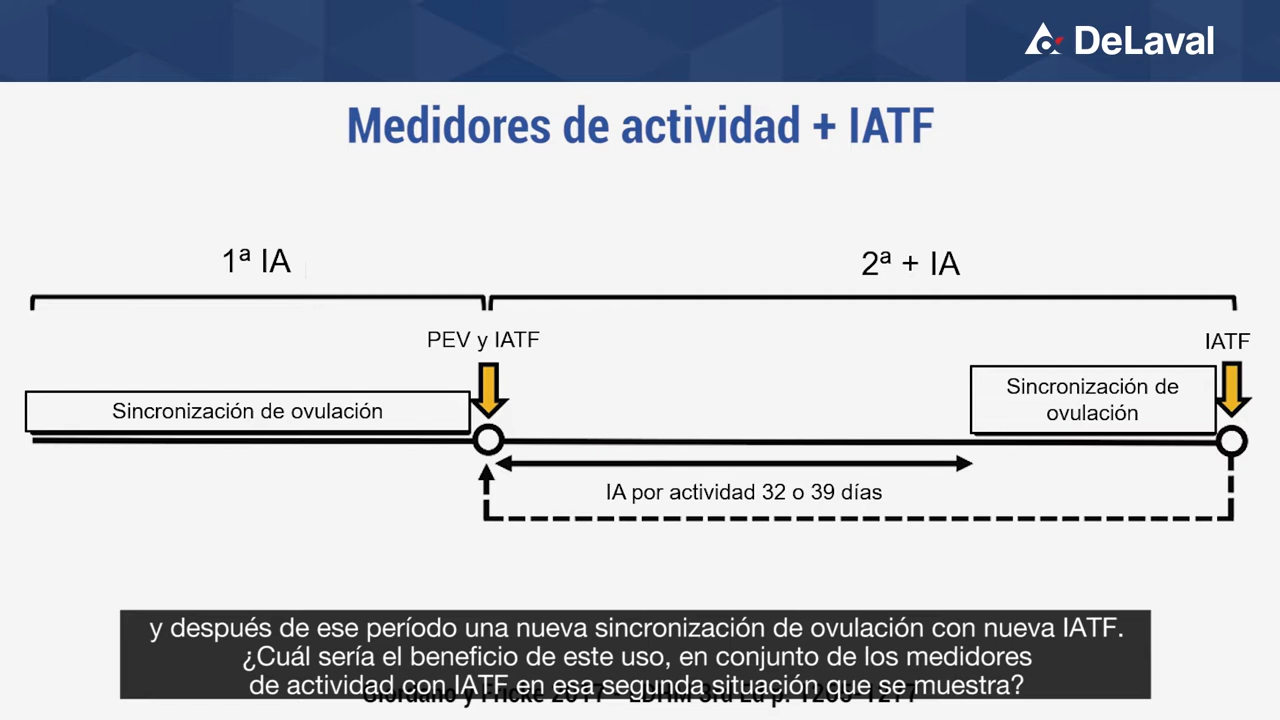 DeLaval
Medidores de actividad + IATF
1ª IA
2ª + IA
PEV y IATF
IATF
Sincronización de ovulación
Sincronización de
ovulación
IA por actividad 32 o 39 días
y después de ese período una nueva sincronización de ovulación con nueva IATF.
¿Cuál sería el beneficio de este uso, en conjunto de los medidores
de actividad con IATF en esa segunda situación que se muestra?